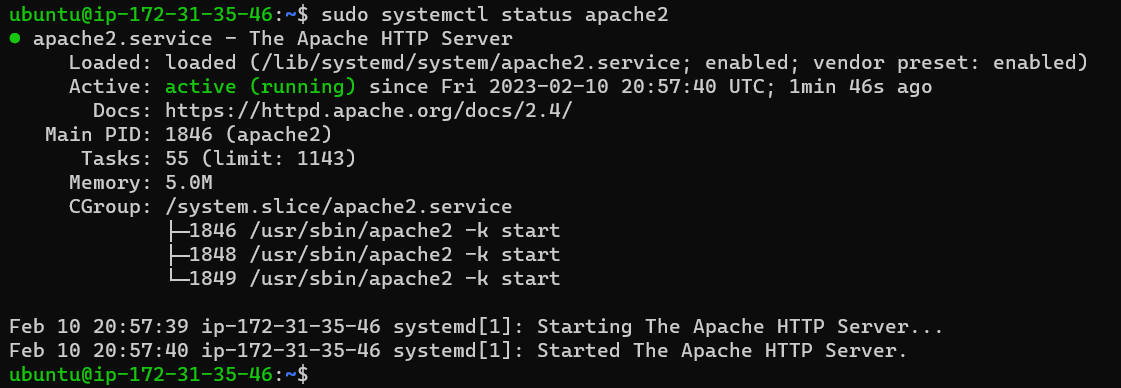 ubuntu@ip-172-31-35-46:~$ sudo systemctl status apache2
● apache2.service - The Apache HTTP Server
     Loaded: loaded (/lib/systemd/system/apache2.service; enabled; vendor preset: enabled)
     Active: active (running) since Fri 2023-02-10 20:57:40 UTC; 1min 46s ago
       Docs: https://httpd.apache.org/docs/2.4/
   Main PID: 1846 (apache2)
      Tasks: 55 (limit: 1143)
     Memory: 5.0M
     CGroup: /system.slice/apache2.service
             ├─1846 /usr/sbin/apache2 -k start
             ├─1848 /usr/sbin/apache2 -k start
             └─1849 /usr/sbin/apache2 -k start

Feb 10 20:57:39 ip-172-31-35-46 systemd[1]: Starting The Apache HTTP Server...
Feb 10 20:57:40 ip-172-31-35-46 systemd[1]: Started The Apache HTTP Server.
ubuntu@ip-172-31-35-46:~$